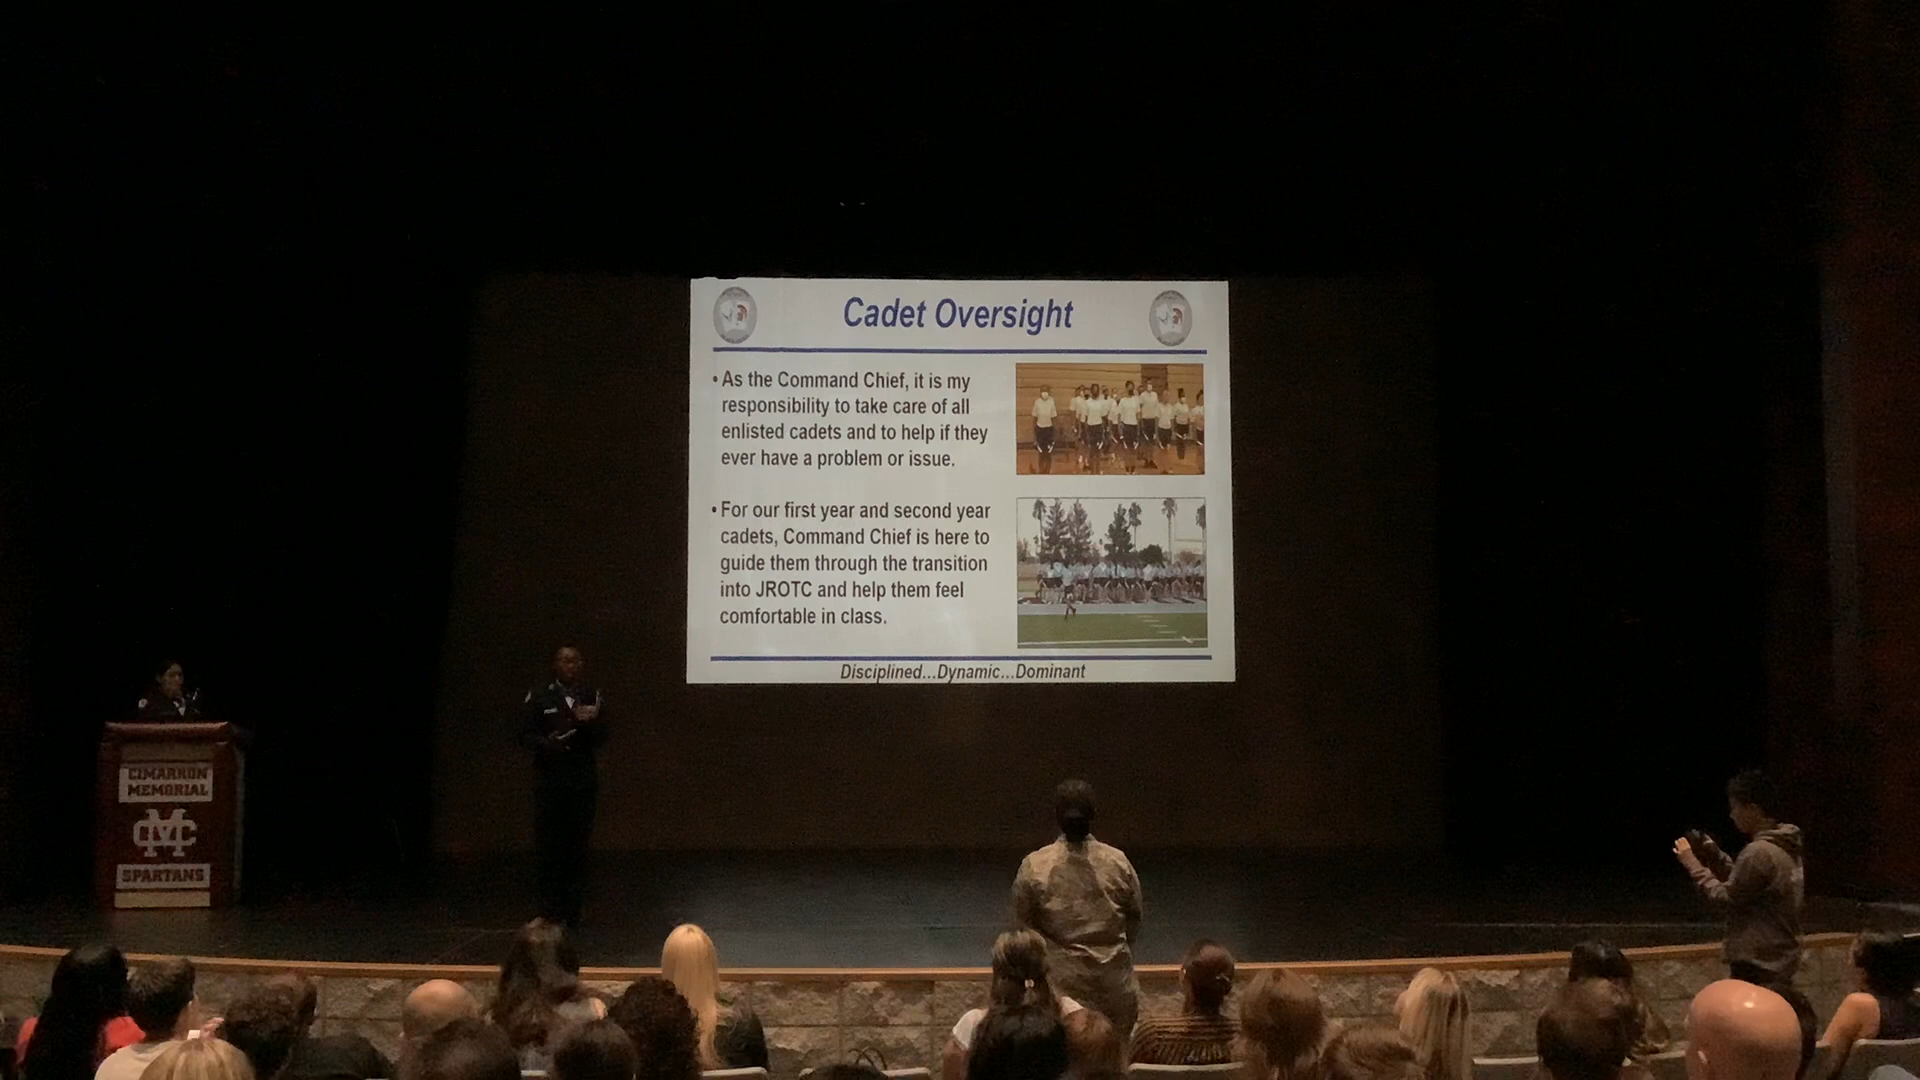 Cadet Oversight
• As the Command Chief, it is my
responsibility to take care of all
enlisted cadets and to help if they
ever have a problem or issue.
• For our first year and second year
cadets, Command Chief is here to
guide them through the transition
into JROTC and help them feel
comfortable in class.
Disciplined...Dynamic...Dominant
CIMARRON
MEMORIAL
CMC
SPARTANS